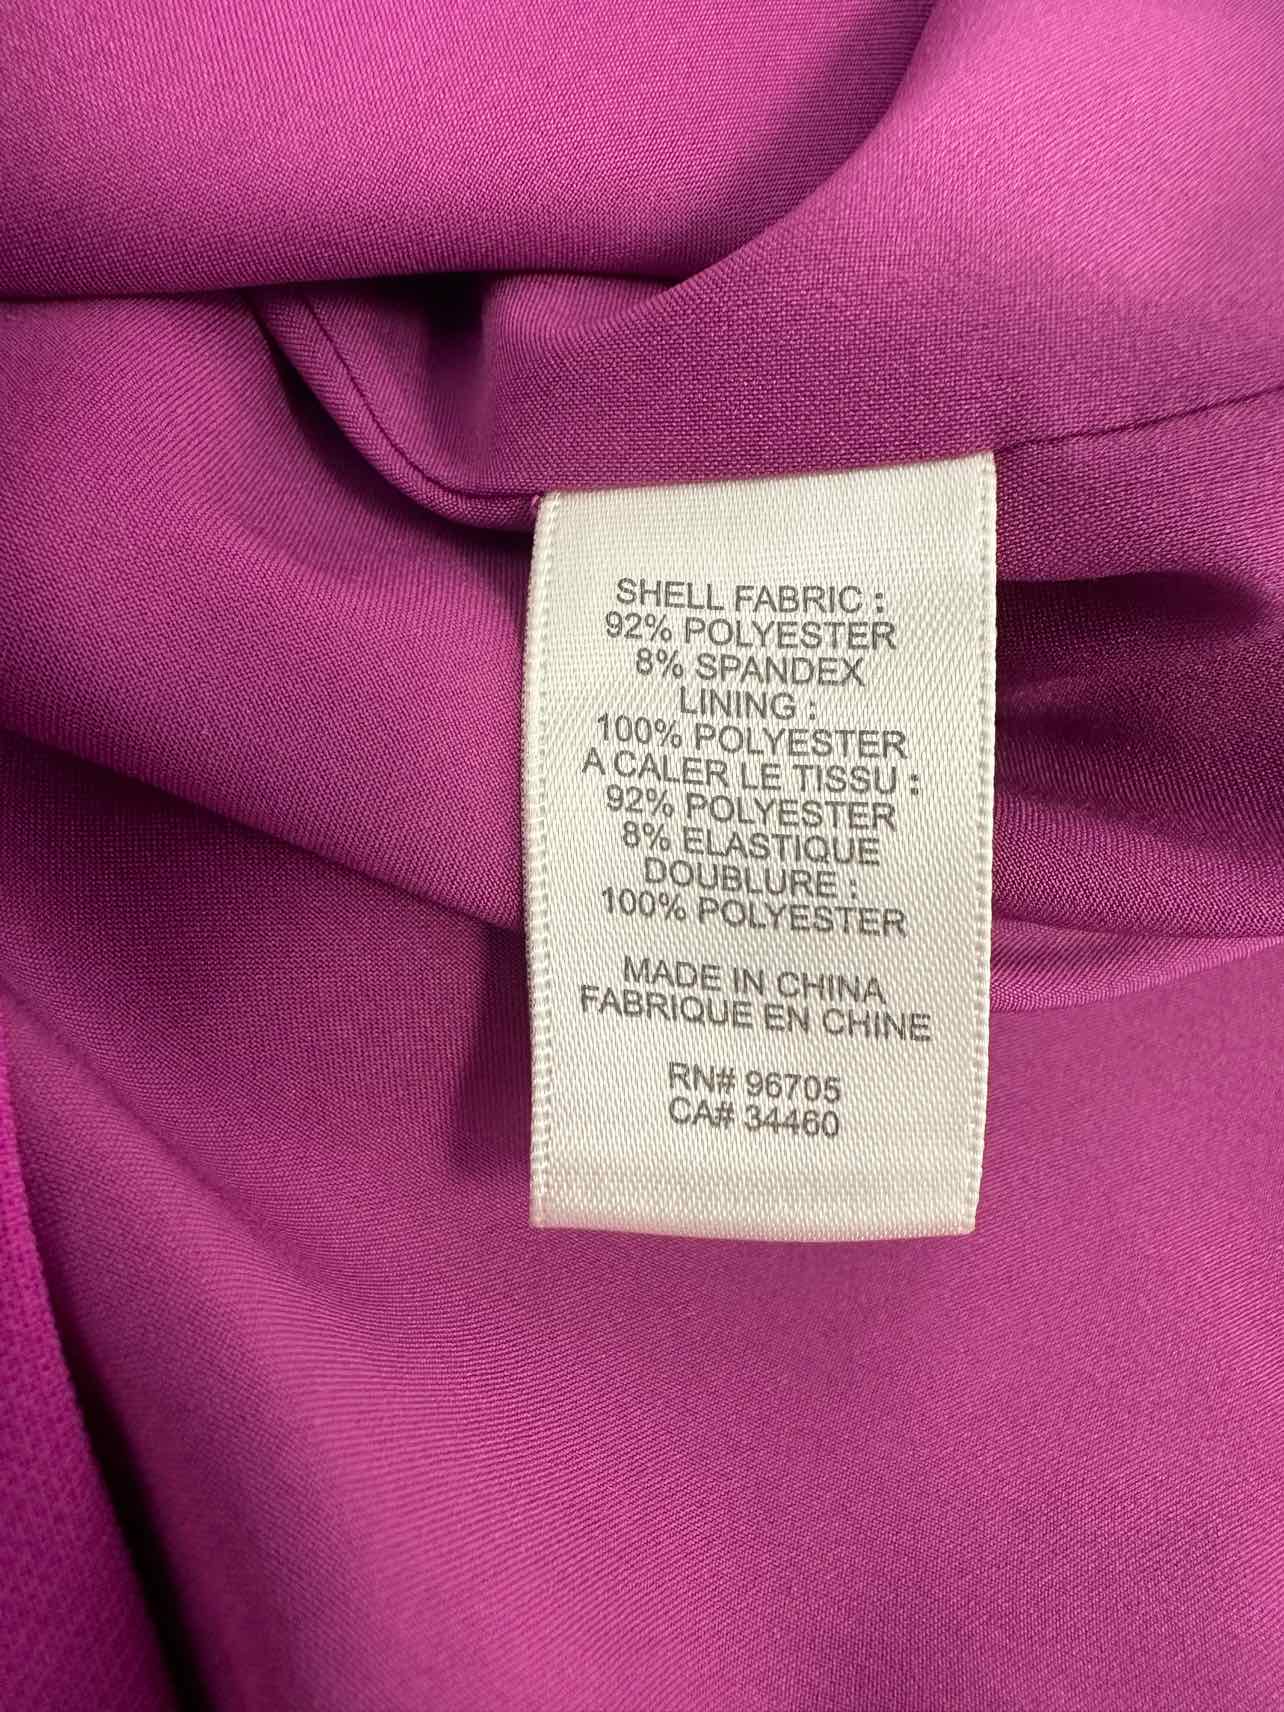 SHELL FABRIC :
92% POLYESTER
8% SPANDEX
LINING :
100% POLYESTER
A CALER LE TISSU :
92% POLYESTER
8% ELASTIQUE
DOUBLURE :
100% POLYESTER
MADE IN CHINA
FABRIQUE EN CHINE
RN# 96705
CA# 34460